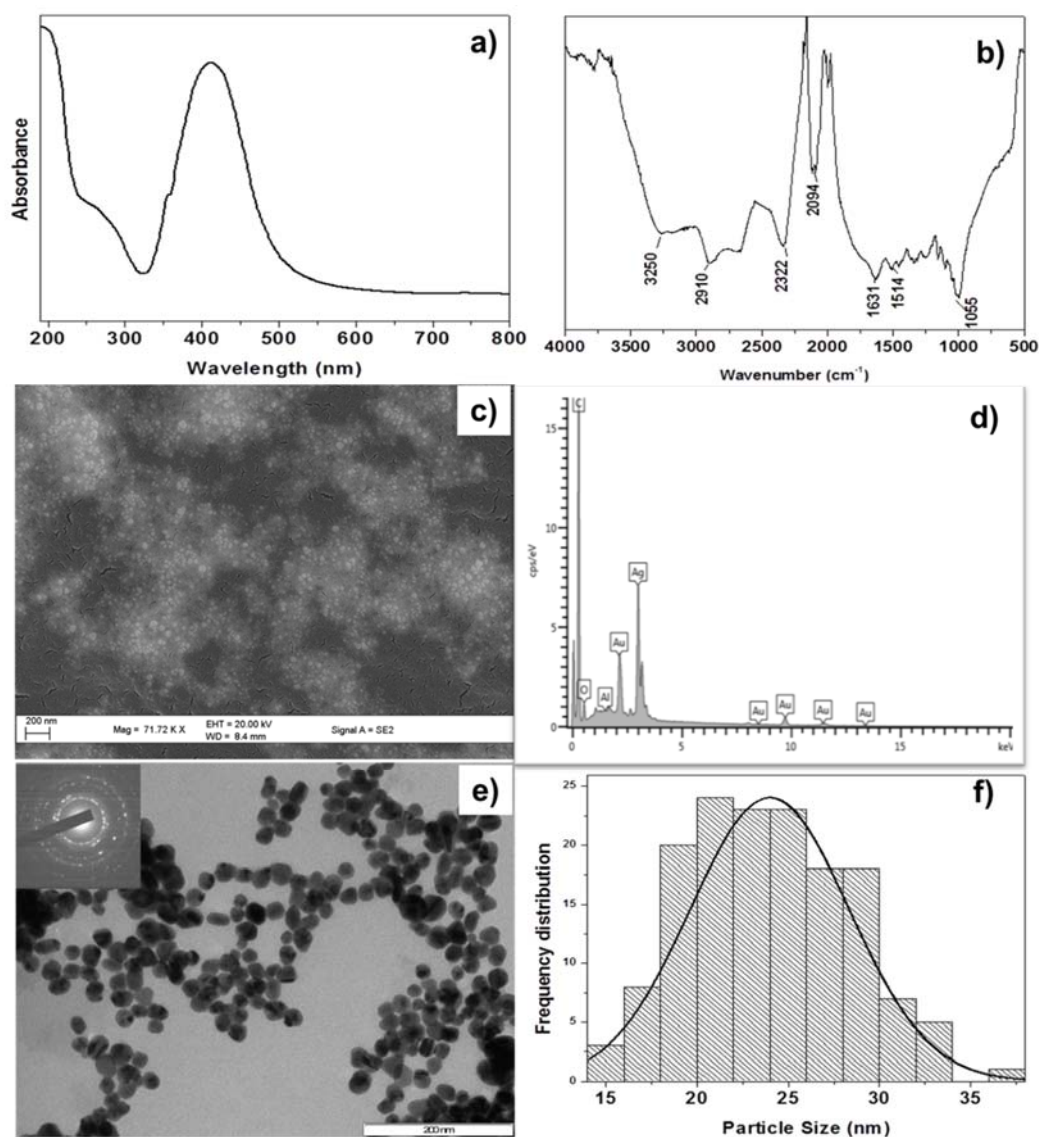 a)
Absorbance
200 300 400 500 600 700 800
Wavelength (nm)
b)
3250
2910
2322
2094
1631
1514
1055
4000 3500 3000 2500 2000 1500 1000 500
Wavenumber (cm-1)
c)
200 nm
Mag = 71.72 K X
EHT = 20.00 kV
WD = 8.4 mm
Signal A = SE2
d)
cps/eV
15
10
5
0
C
O
Al
Au
Ag
Au
Au
Au
Au
0 5 10 15 keV
e)
200 nm
f)
Frequency distribution
25
20
15
10
5
0
15 20 25 30 35
Particle Size (nm)